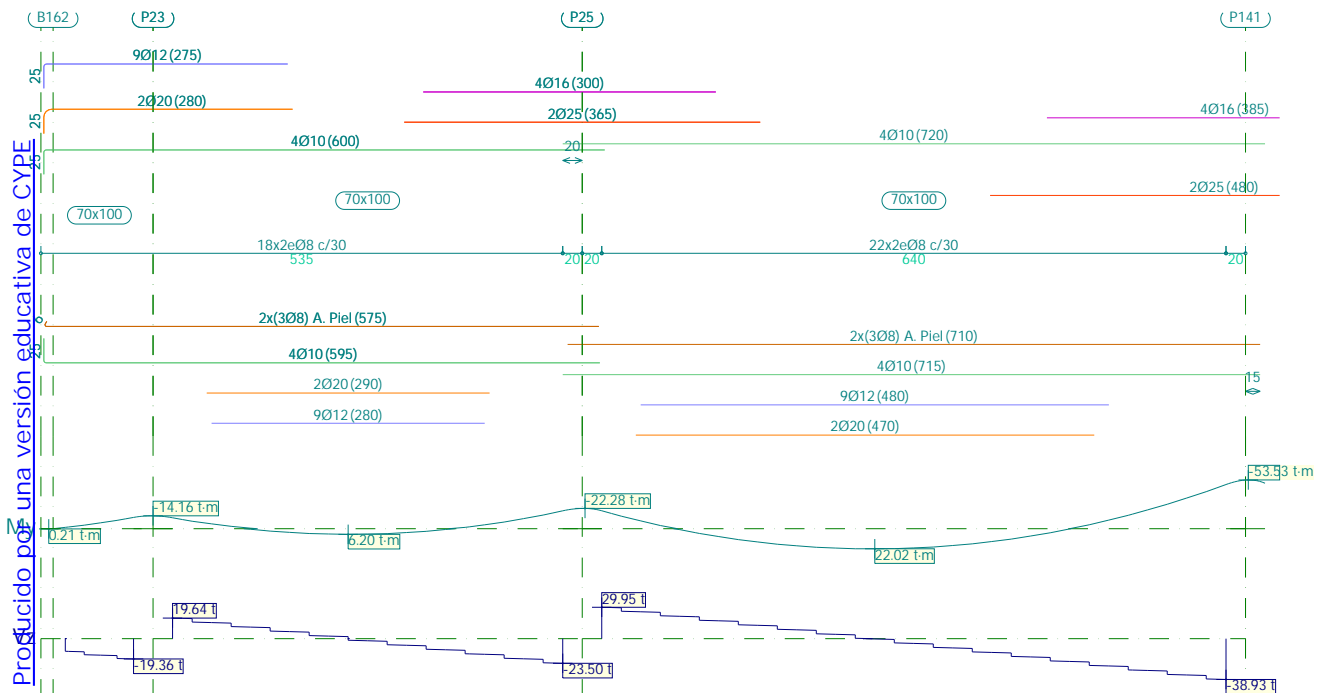 B162 P23 P25 P141
9Ø12(275)
25
4Ø16(300)
2Ø20(280)
25
2Ø25(365)
4Ø16(385)
4Ø10(600)
25
20
4Ø10(720)
2Ø25(480)
70x100
70x100
70x100
18x2eØ8 c/30
22x2eØ8 c/30
535
20
20
640
20
2x(3Ø8) A. Piel (575)
2x(3Ø8) A. Piel (710)
25
4Ø10(595)
4Ø10(715)
15
2Ø20(290)
9Ø12(480)
9Ø12(280)
2Ø20(470)
-53.53 t·m
-14.16 t·m
-22.28 t·m
My
0.21 t·m
6.20 t·m
22.02 t·m
19.64 t
29.95 t
-19.36 t
-23.50 t
-38.93 t
Producido por una versión educativa de CYPE